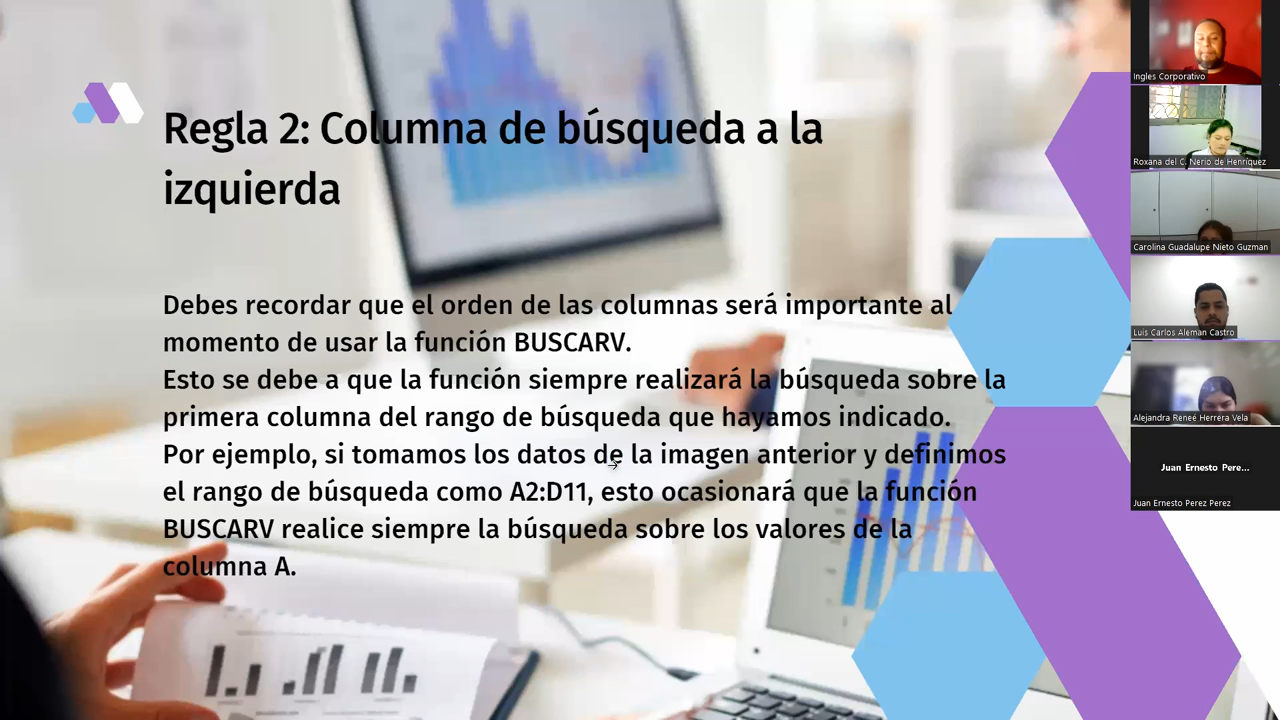 Regla 2: Columna de búsqueda a la
izquierda
Debes recordar que el orden de las columnas será importante al
momento de usar la función BUSCARV.
Esto se debe a que la función siempre realizará la búsqueda sobre la
primera columna del rango de búsqueda que hayamos indicado.
Por ejemplo, si tomamos los datos de la imagen anterior y definimos
el rango de búsqueda como A2:D11, esto ocasionará que la función
BUSCARV realice siempre la búsqueda sobre los valores de la
columna A.
Ingles Corporativo
Roxana del C. Nerio de Henriquez
Carolina Guadalupe Nieto Guzman
Luis Carlos Aleman Castro
Alejandra Reneé Herrera Vela
Juan Ernesto Pere...
Juan Ernesto Perez Perez